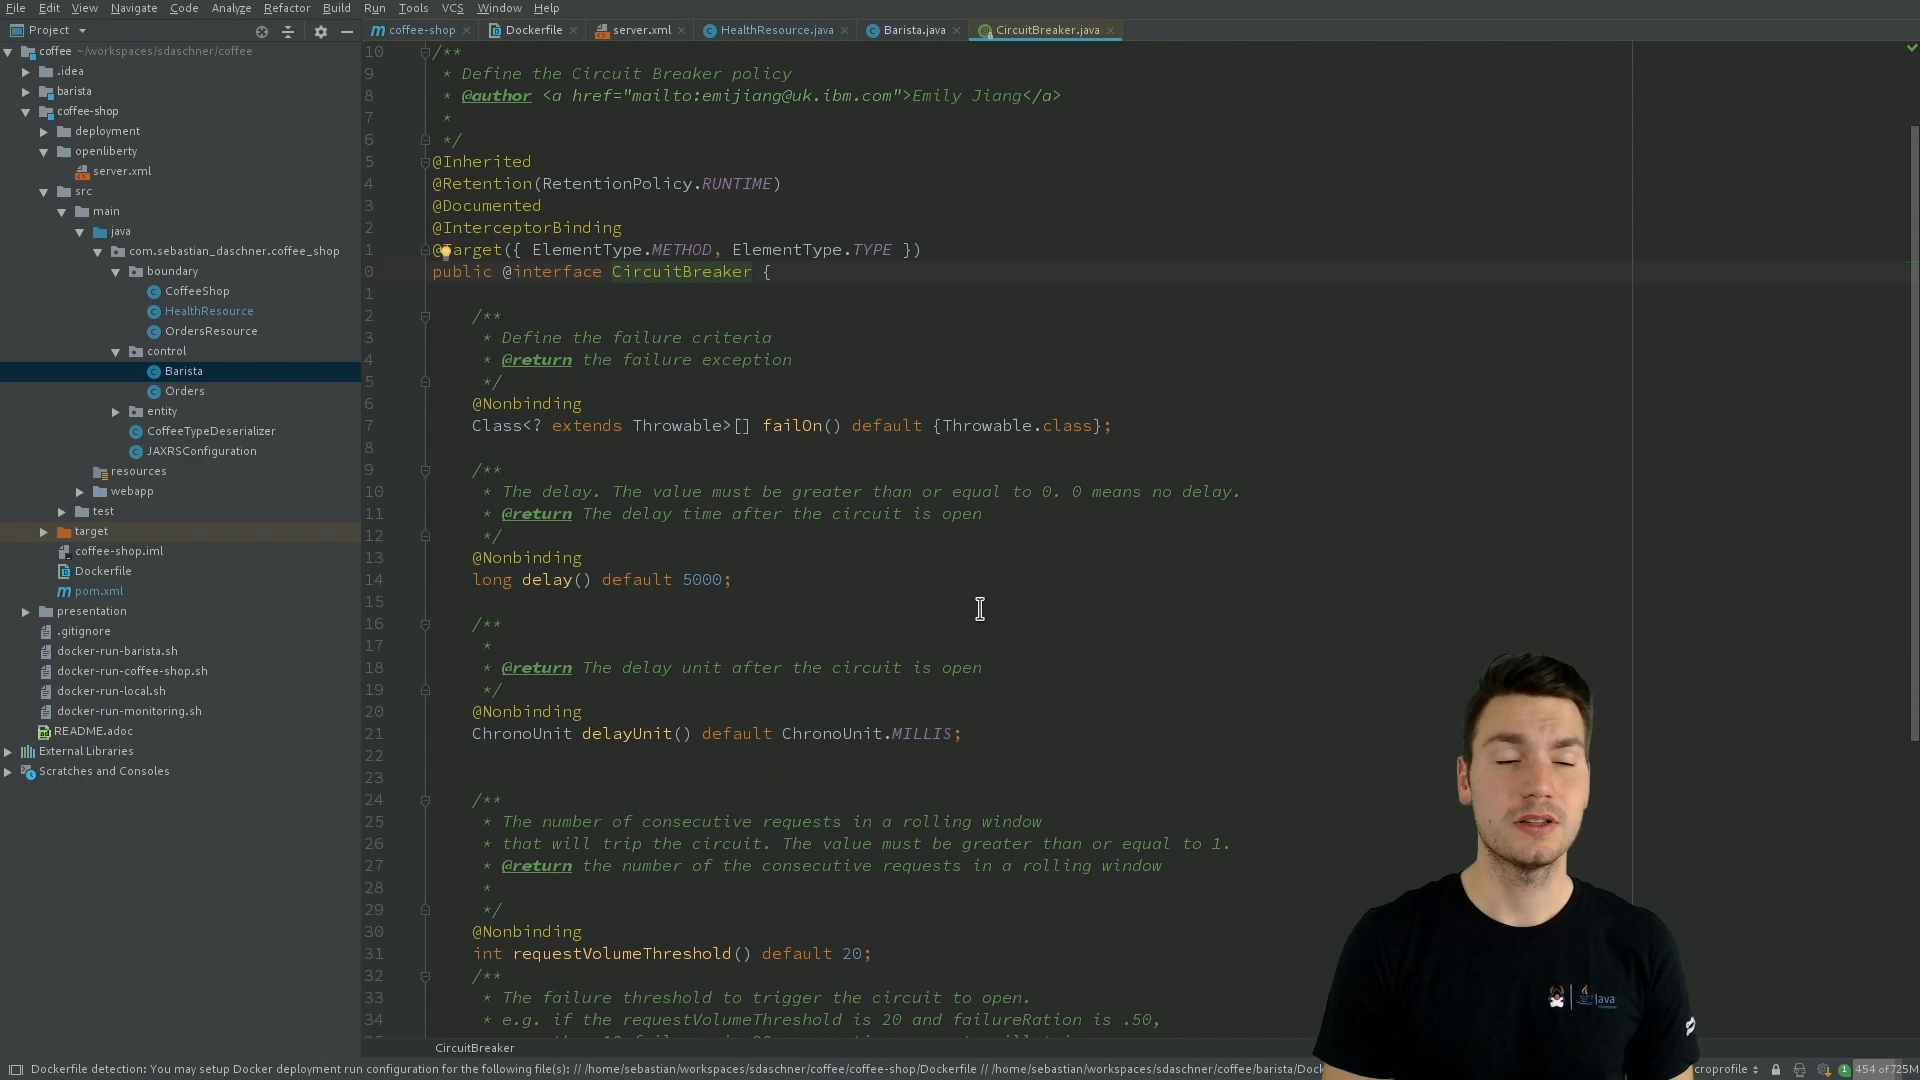 File Edit View Navigate Code Analyze Refactor Build Run Tools VCS Window Help
Project
coffee-shop Dockerfile server.xml HealthResource.java Barista.java CircuitBreaker.java
coffee ~/workspaces/sdaschner/coffee
.idea
barista
coffee-shop
deployment
openliberty
server.xml
src
main
java
com.sebastian_daschner.coffee_shop
boundary
CoffeeShop
HealthResource
OrdersResource
control
Barista
Orders
entity
CoffeeTypeDeserializer
JAXRSConfiguration
resources
webapp
test
target
coffee-shop.iml
Dockerfile
pom.xml
presentation
.gitignore
docker-run-barista.sh
docker-run-coffee-shop.sh
docker-run-local.sh
docker-run-monitoring.sh
README.adoc
External Libraries
Scratches and Consoles
10 /**
9 * Define the Circuit Breaker policy
8 * @author <a href="mailto:emijiang@uk.ibm.com">Emily Jiang</a>
7 *
6 */
5 @Inherited
4 @Retention(RetentionPolicy.RUNTIME)
3 @Documented
2 @InterceptorBinding
1 @Target({ ElementType.METHOD, ElementType.TYPE })
0 public @interface CircuitBreaker {
1
2 /**
3 * Define the failure criteria
4 * @return the failure exception
5 */
6 @Nonbinding
7 Class<? extends Throwable>[] failOn() default {Throwable.class};
8
9 /**
10 * The delay. The value must be greater than or equal to 0. 0 means no delay.
11 * @return The delay time after the circuit is open
12 */
13 @Nonbinding
14 long delay() default 5000;
15
16 /**
17 *
18 * @return The delay unit after the circuit is open
19 */
20 @Nonbinding
21 ChronoUnit delayUnit() default ChronoUnit.MILLIS;
22
23
24 /**
25 * The number of consecutive requests in a rolling window
26 * that will trip the circuit. The value must be greater than or equal to 1.
27 * @return the number of the consecutive requests in a rolling window
28 *
29 */
30 @Nonbinding
31 int requestVolumeThreshold() default 20;
32 /**
33 * The failure threshold to trigger the circuit to open.
34 * e.g. if the requestVolumeThreshold is 20 and failureRation is .50,
CircuitBreaker
Java
Dockerfile detection: You may setup Docker deployment run configuration for the following file(s): // /home/sebastian/workspaces/sdaschner/coffee/coffee-shop/Dockerfile // /home/sebastian/workspaces/sdaschner/coffee/barista/Dock
croprofile 1 454 of 725M